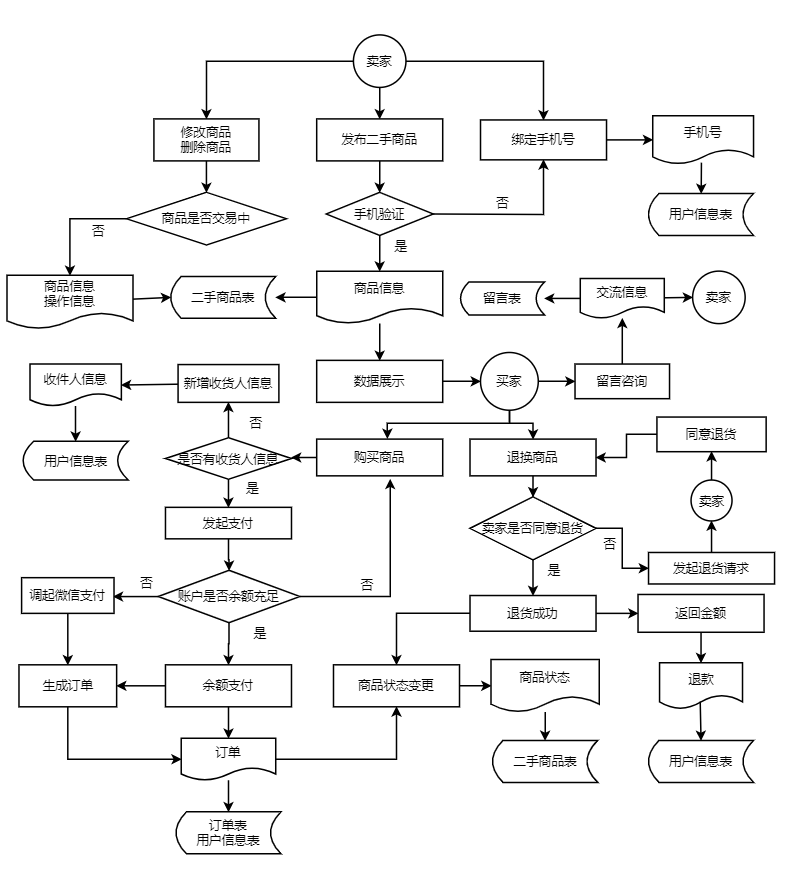 卖家
修改商品
删除商品
发布二手商品
绑定手机号
手机号
商品是否交易中
手机验证
否
用户信息表
否
是
商品信息
操作信息
二手商品表
商品信息
留言表
交流信息
卖家
收件人信息
新增收货人信息
数据展示
买家
留言咨询
否
用户信息表
是否有收货人信息
购买商品
退换商品
同意退货
是
卖家
发起支付
卖家是否同意退货
否
发起退货请求
是
调起微信支付
否
账户是否余额充足
否
退货成功
返回金额
是
生成订单
余额支付
商品状态变更
商品状态
退款
订单
二手商品表
用户信息表
订单表
用户信息表